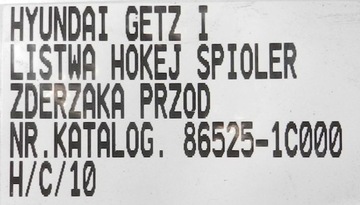 HYUNDAI GETZ I
LISTWA HOKEJ SPIOLER
ZDERZAKA PRZOD
NR.KATALOG. 86525-1C000
H/C/10